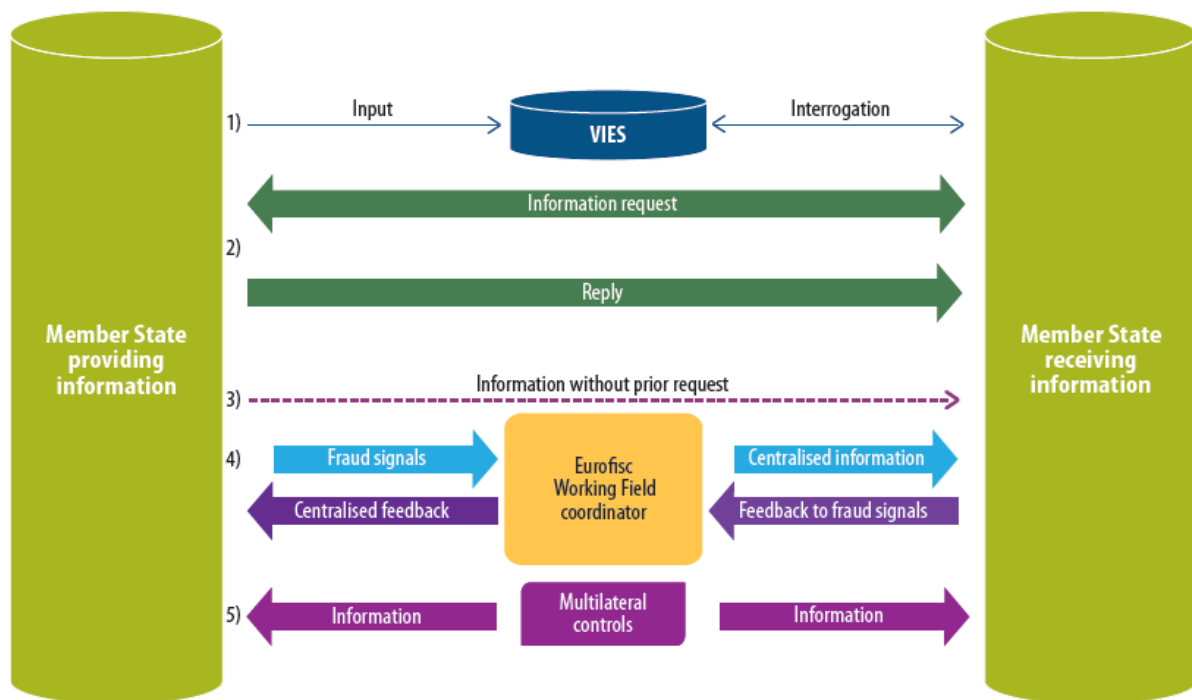 1)
Input
VIES
Interrogation
Information request
2)
Reply
Member State
providing
information
Member State
receiving
information
Information without prior request
3)
4)
Fraud signals
Eurofisc
Working Field
coordinator
Centralised information
Centralised feedback
Feedback to fraud signals
5)
Information
Multilateral
controls
Information